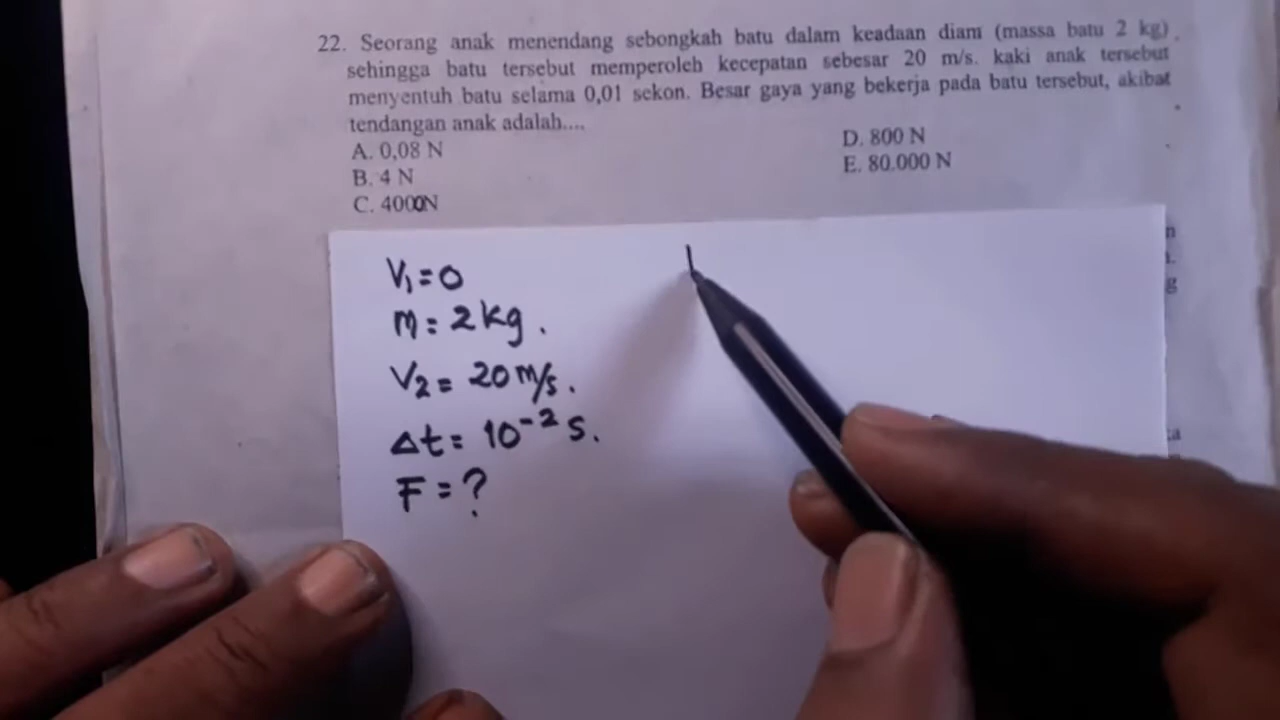 22. Seorang anak menendang sebongkah batu dalam keadaan diam (massa batu 2 kg)
sehingga batu tersebut memperoleh kecepatan sebesar 20 m/s. kaki anak tersebut
menyentuh batu selama 0,01 sekon. Besar gaya yang bekerja pada batu tersebut, akibat
tendangan anak adalah....
A. 0,08 N
B. 4 N
C. 4000N
D. 800 N
E. 80.000 N
n
g
a
V₁ = 0
m = 2 kg.
V₂ = 20 m/s.
Δt = 10⁻² s.
F = ?